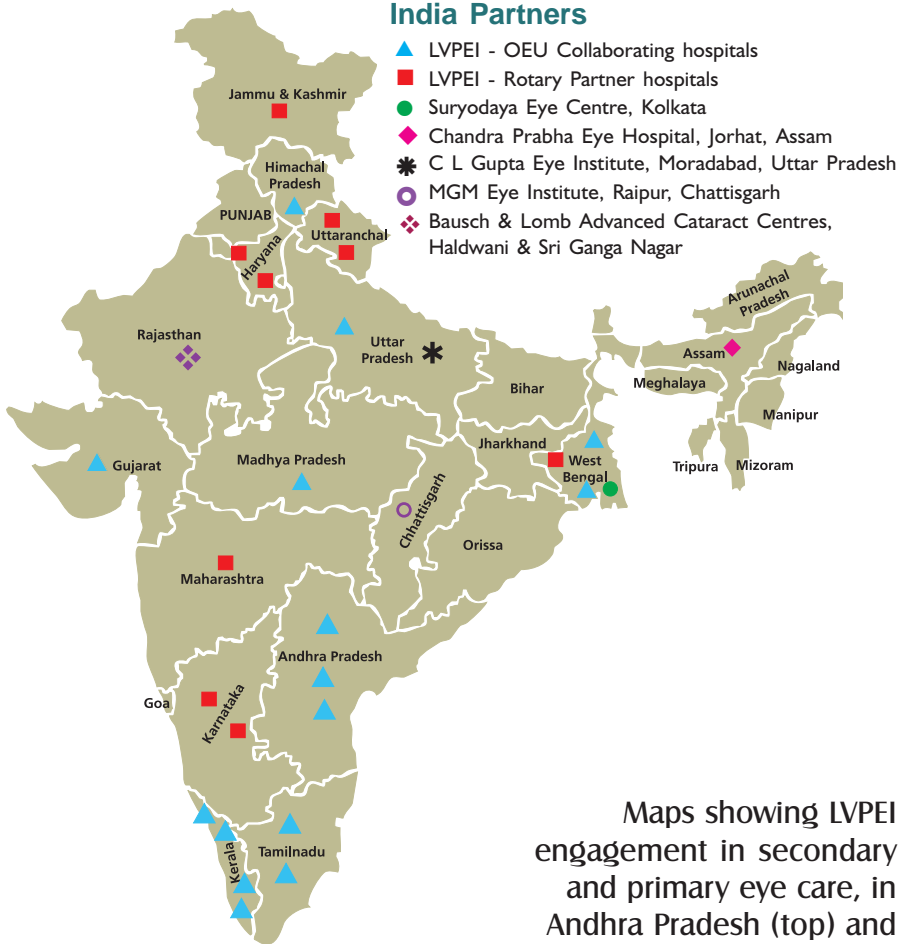 India Partners
LVPEI - OEU Collaborating hospitals
LVPEI - Rotary Partner hospitals
Suryodaya Eye Centre, Kolkata
Chandra Prabha Eye Hospital, Jorhat, Assam
C L Gupta Eye Institute, Moradabad, Uttar Pradesh
MGM Eye Institute, Raipur, Chattisgarh
Bausch & Lomb Advanced Cataract Centres,
Haldwani & Sri Ganga Nagar
Jammu & Kashmir
Himachal
Pradesh
PUNJAB
Uttaranchal
Haryana
Rajasthan
Uttar
Pradesh
Bihar
Arunachal
Pradesh
Assam
Nagaland
Meghalaya
Manipur
Tripura
Mizoram
Gujarat
Madhya Pradesh
Jharkhand
West
Bengal
Chhattisgarh
Orissa
Maharashtra
Andhra Pradesh
Goa
Karnataka
Kerala
Tamilnadu
Maps showing LVPEI
engagement in secondary
and primary eye care, in
Andhra Pradesh (top) and